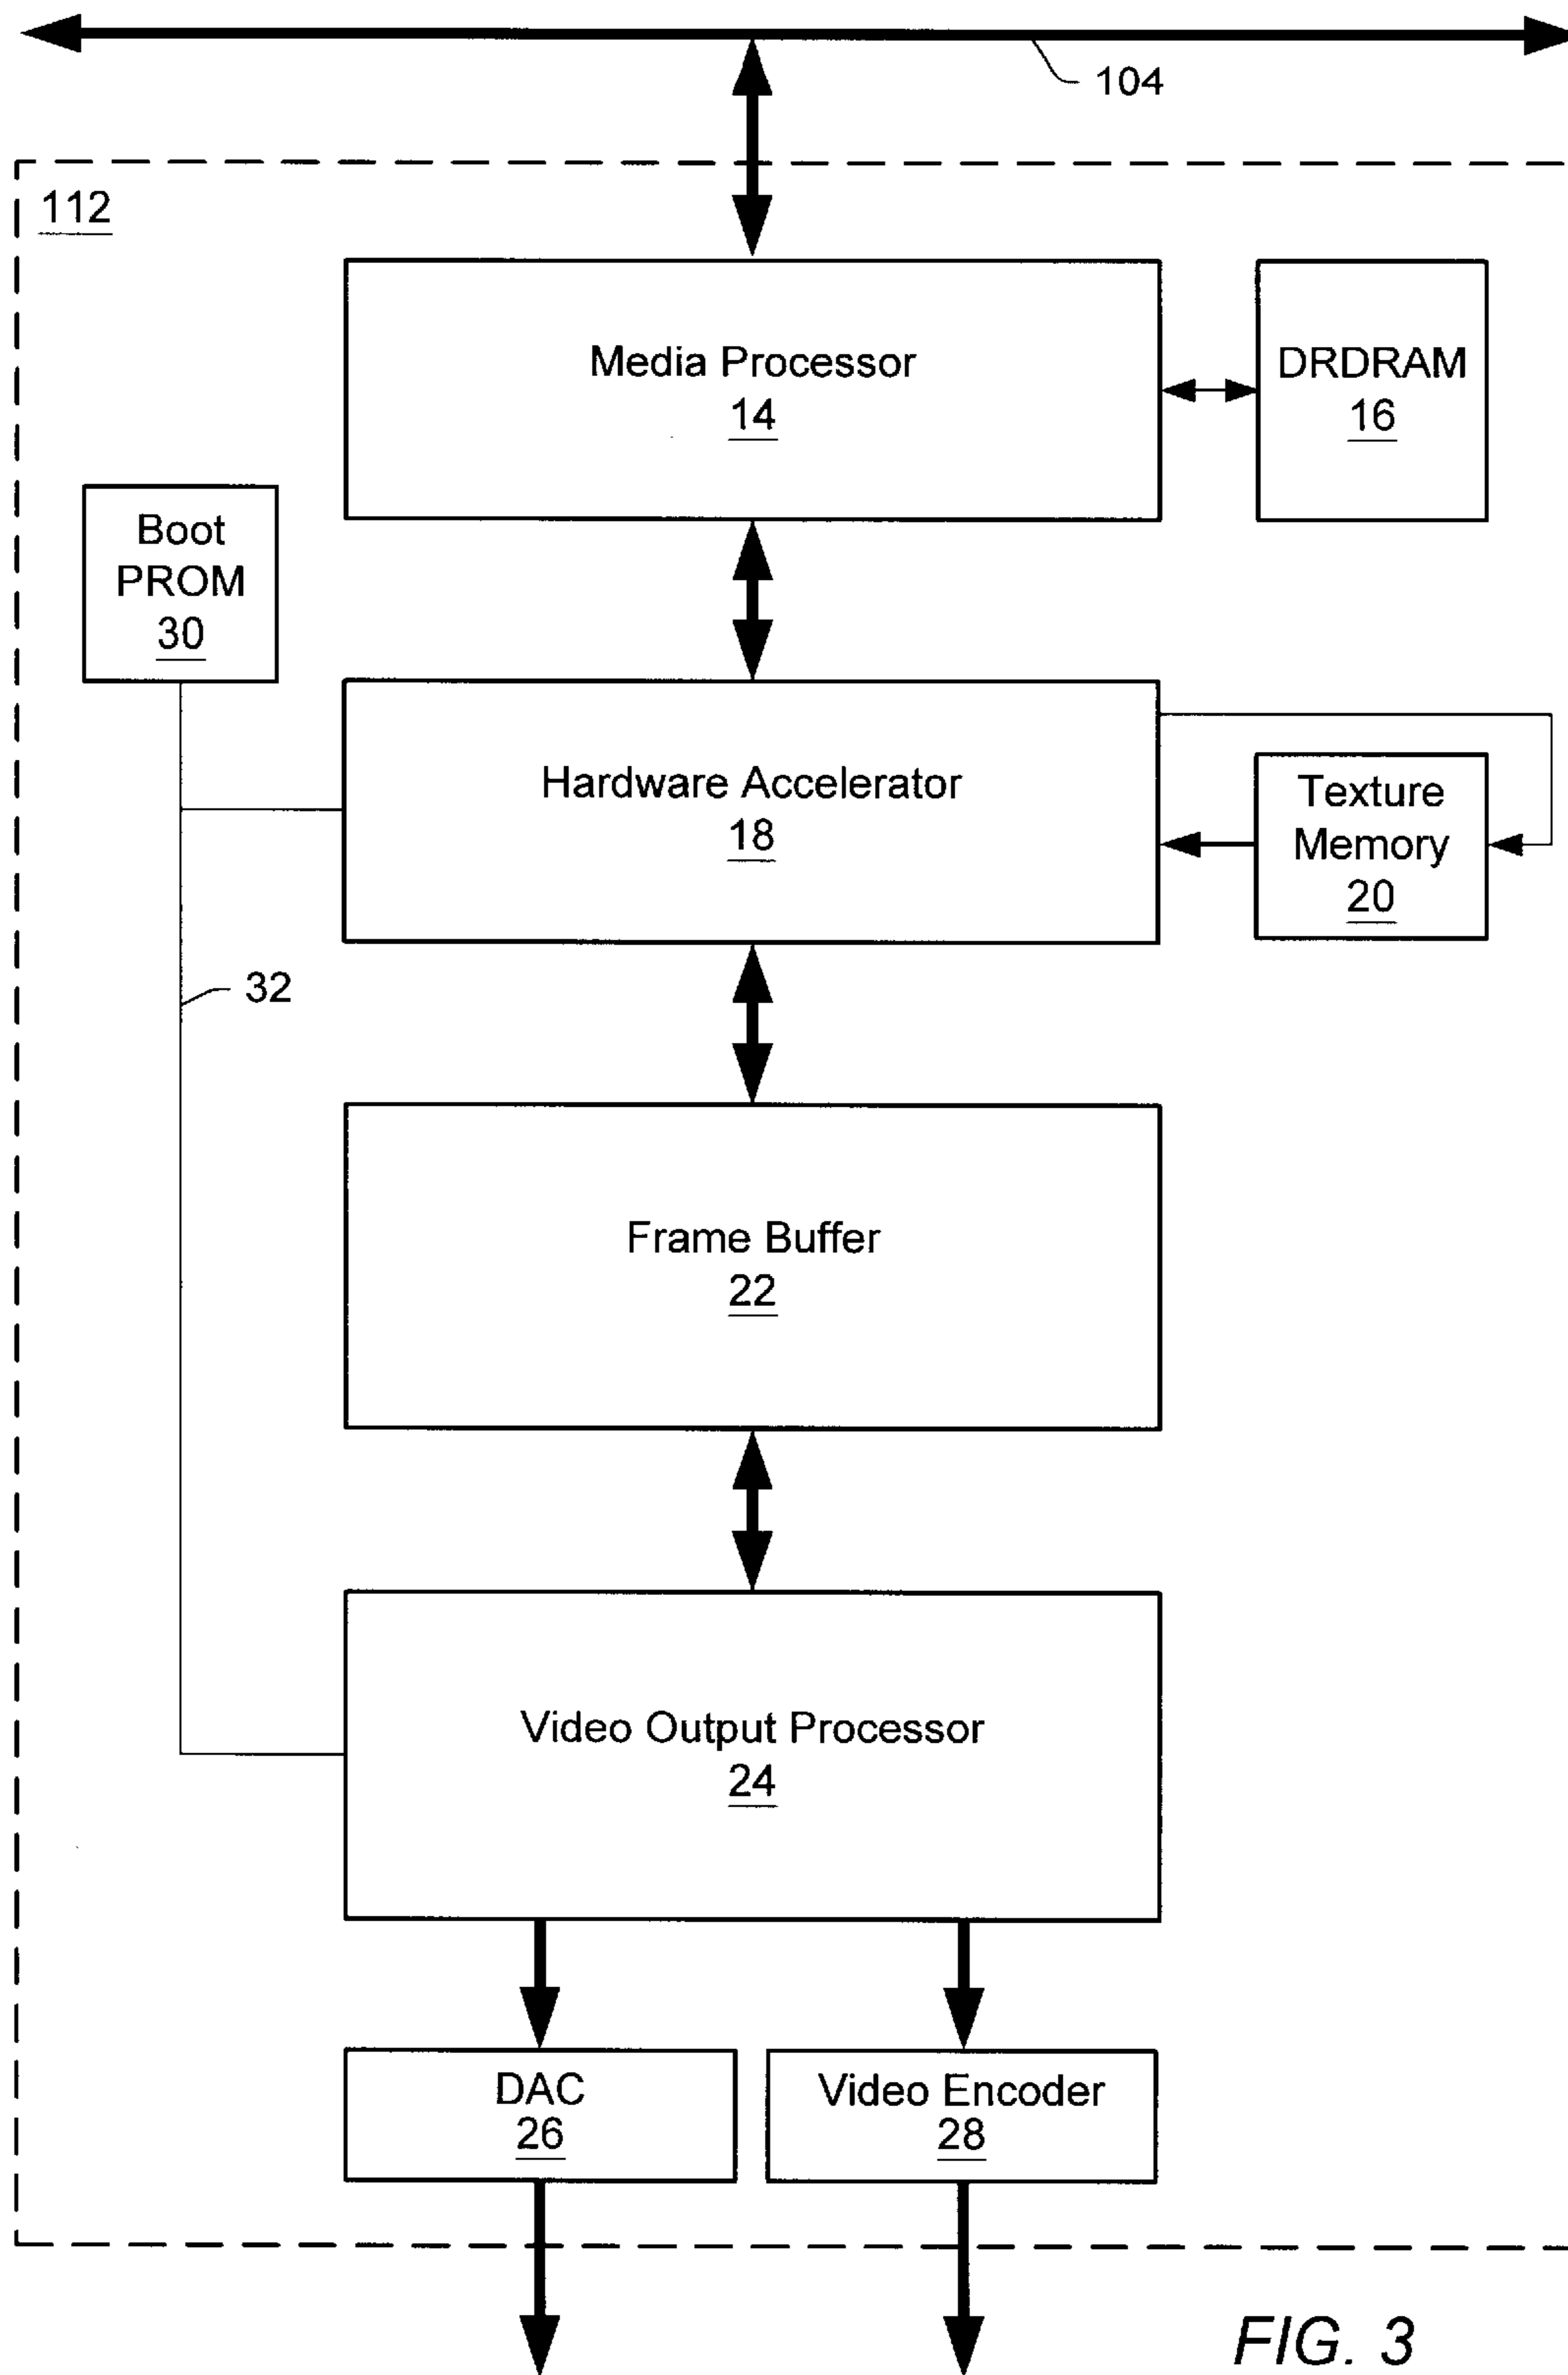 104
112
Media Processor
14
DRDRAM
16
Boot
PROM
30
Hardware Accelerator
18
Texture
Memory
20
32
Frame Buffer
22
Video Output Processor
24
DAC
26
Video Encoder
28
FIG. 3